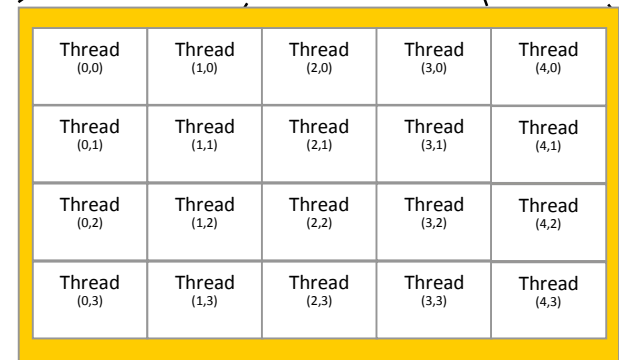 Thread Thread Thread Thread Thread
(0,0) (1,0) (2,0) (3,0) (4,0)
Thread Thread Thread Thread Thread
(0,1) (1,1) (2,1) (3,1) (4,1)
Thread Thread Thread Thread Thread
(0,2) (1,2) (2,2) (3,2) (4,2)
Thread Thread Thread Thread Thread
(0,3) (1,3) (2,3) (3,3) (4,3)